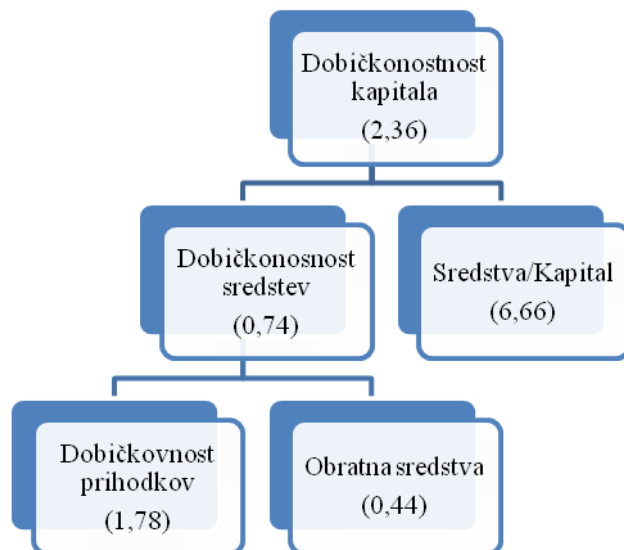 Dobičkonostnost
kapitala
(2,36)
Dobičkonosnost
sredstev
(0,74)
Sredstva/Kapital
(6,66)
Dobičkovnost
prihodkov
(1,78)
Obratna sredstva
(0,44)